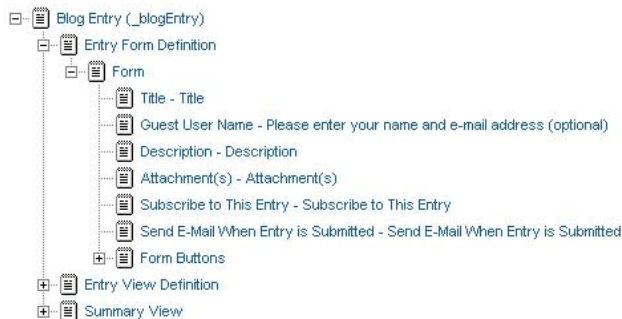 Blog Entry (_blogEntry)
Entry Form Definition
Form
Title - Title
Guest User Name - Please enter your name and e-mail address (optional)
Description - Description
Attachment(s) - Attachment(s)
Subscribe to This Entry - Subscribe to This Entry
Send E-Mail When Entry is Submitted - Send E-Mail When Entry is Submitted
Form Buttons
Entry View Definition
Summary View